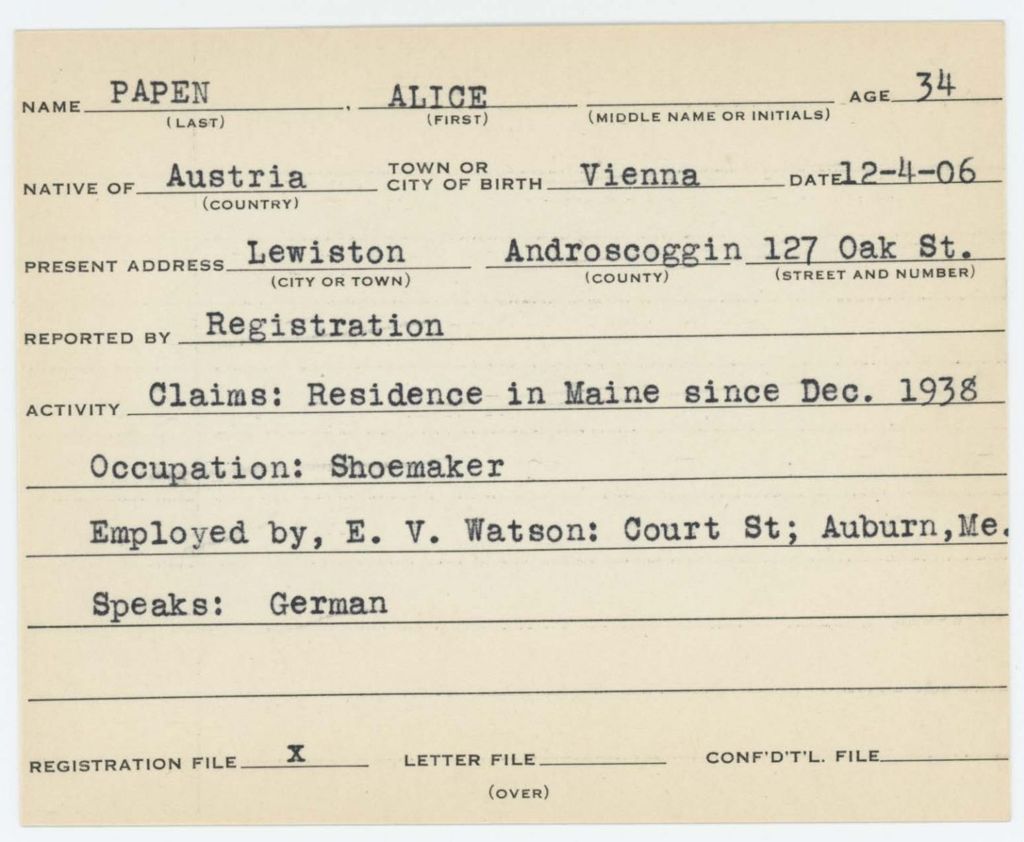 NAME PAPEN . ALICE AGE 34
(LAST) (FIRST) (MIDDLE NAME OR INITIALS)
NATIVE OF Austria TOWN OR CITY OF BIRTH Vienna DATE 12-4-06
(COUNTRY)
PRESENT ADDRESS Lewiston Androscoggin 127 Oak St.
(CITY OR TOWN) (COUNTY) (STREET AND NUMBER)
REPORTED BY Registration
ACTIVITY Claims: Residence in Maine since Dec. 1938
Occupation: Shoemaker
Employed by, E. V. Watson: Court St; Auburn,Me.
Speaks: German
REGISTRATION FILE X LETTER FILE CONF'D'T'L. FILE
(OVER)